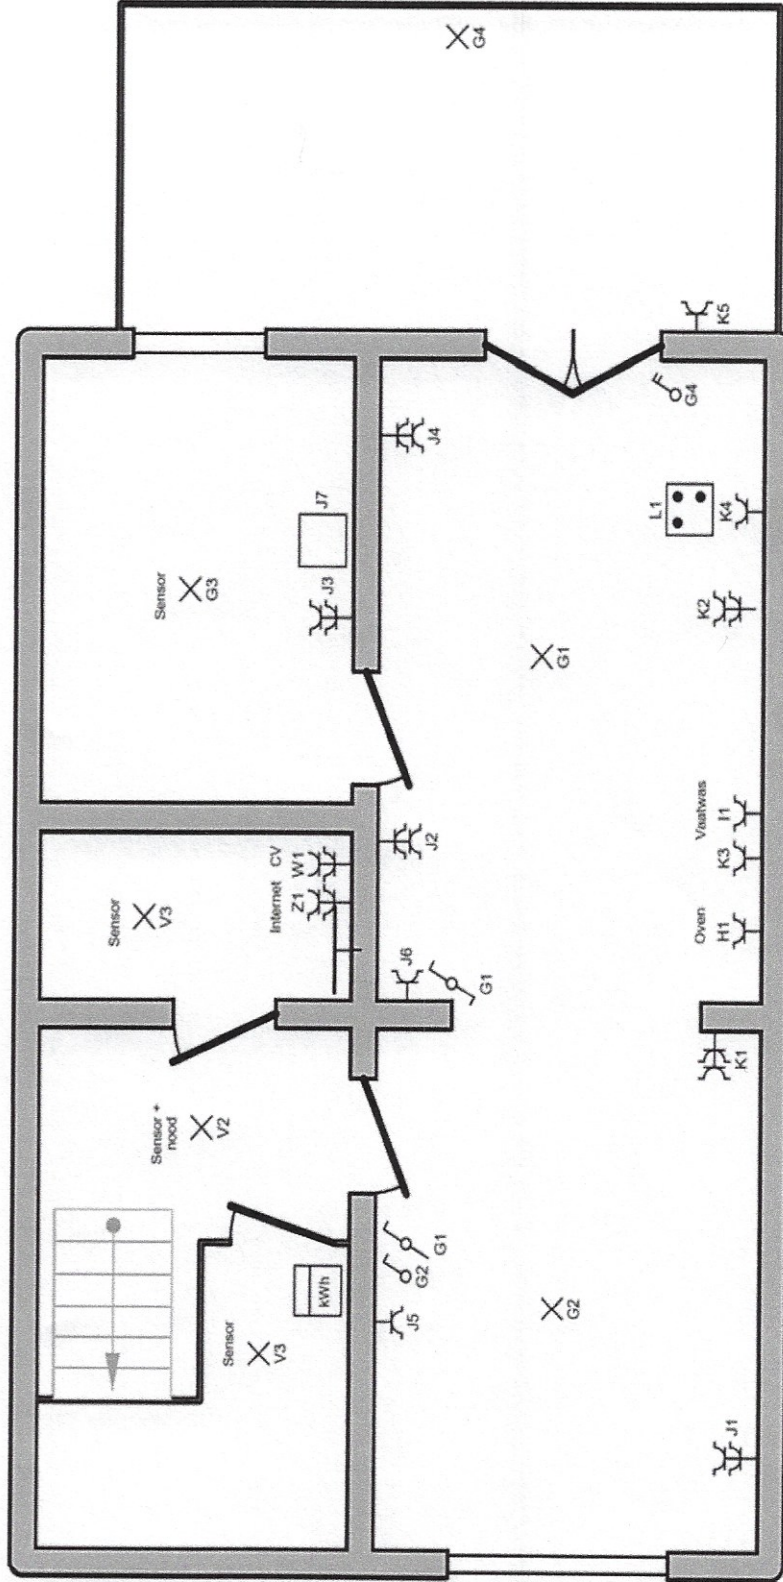 Sensor +
nood
V2
Sensor
V3
Sensor
G3
G4
Sensor
V3
kWh
Internet
Z1
CV
W1
J3
J7
J5
G2
G1
J6
G1
J2
J4
G2
G1
G4
K5
J1
K1
Oven
H1
K3
Vaatwas
I1
K2
L1
K4